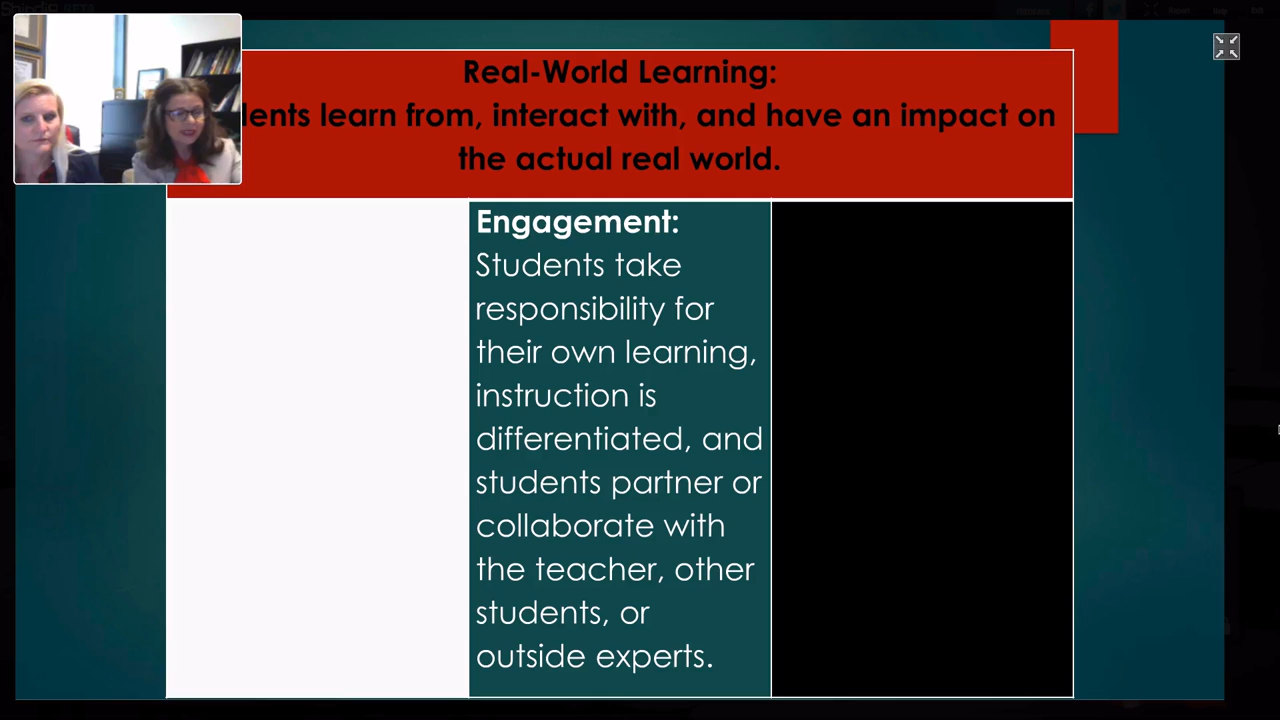 Real-World Learning:
dents learn from, interact with, and have an impact on
the actual real world.
Engagement:
Students take
responsibility for
their own learning,
instruction is
differentiated, and
students partner or
collaborate with
the teacher, other
students, or
outside experts.